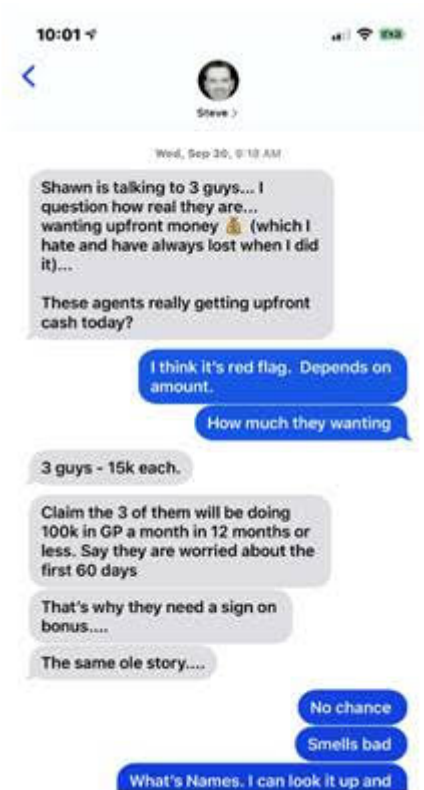 10:01
Steve >
Wed, Sep 30, 9:18 AM
Shawn is talking to 3 guys... I
question how real they are...
wanting upfront money 💰 (which I
hate and have always lost when I did
it)...
These agents really getting upfront
cash today?
I think it's red flag. Depends on
amount.
How much they wanting
3 guys - 15k each.
Claim the 3 of them will be doing
100k in GP a month in 12 months or
less. Say they are worried about the
first 60 days
That's why they need a sign on
bonus....
The same ole story....
No chance
Smells bad
What's Names. I can look it up and